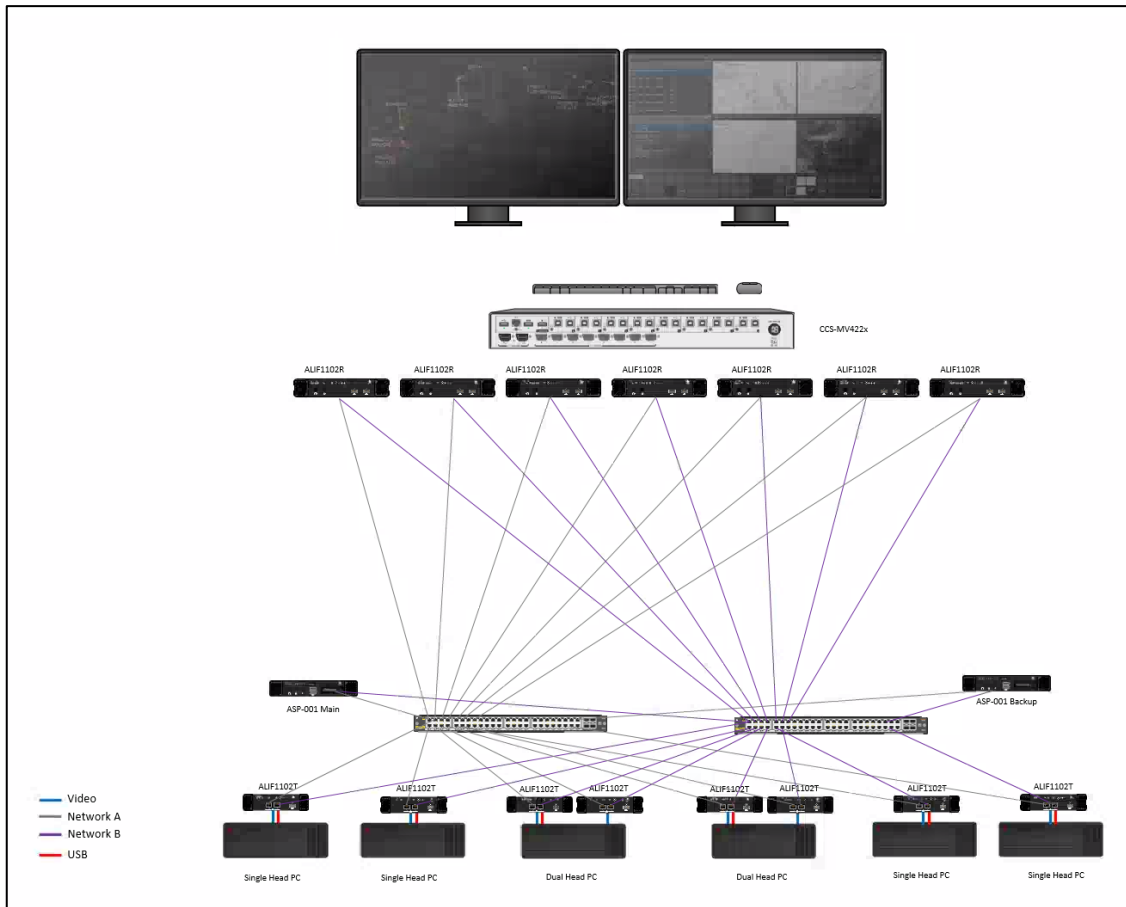 CCS-MV422x
ALIF1102R
ALIF1102R
ALIF1102R
ALIF1102R
ALIF1102R
ALIF1102R
ALIF1102R
ASP-001 Main
ASP-001 Backup
ALIF1102T
ALIF1102T
ALIF1102T
ALIF1102T
ALIF1102T
ALIF1102T
ALIF1102T
ALIF1102T
Video
Network A
Network B
USB
Single Head PC
Single Head PC
Dual Head PC
Dual Head PC
Single Head PC
Single Head PC